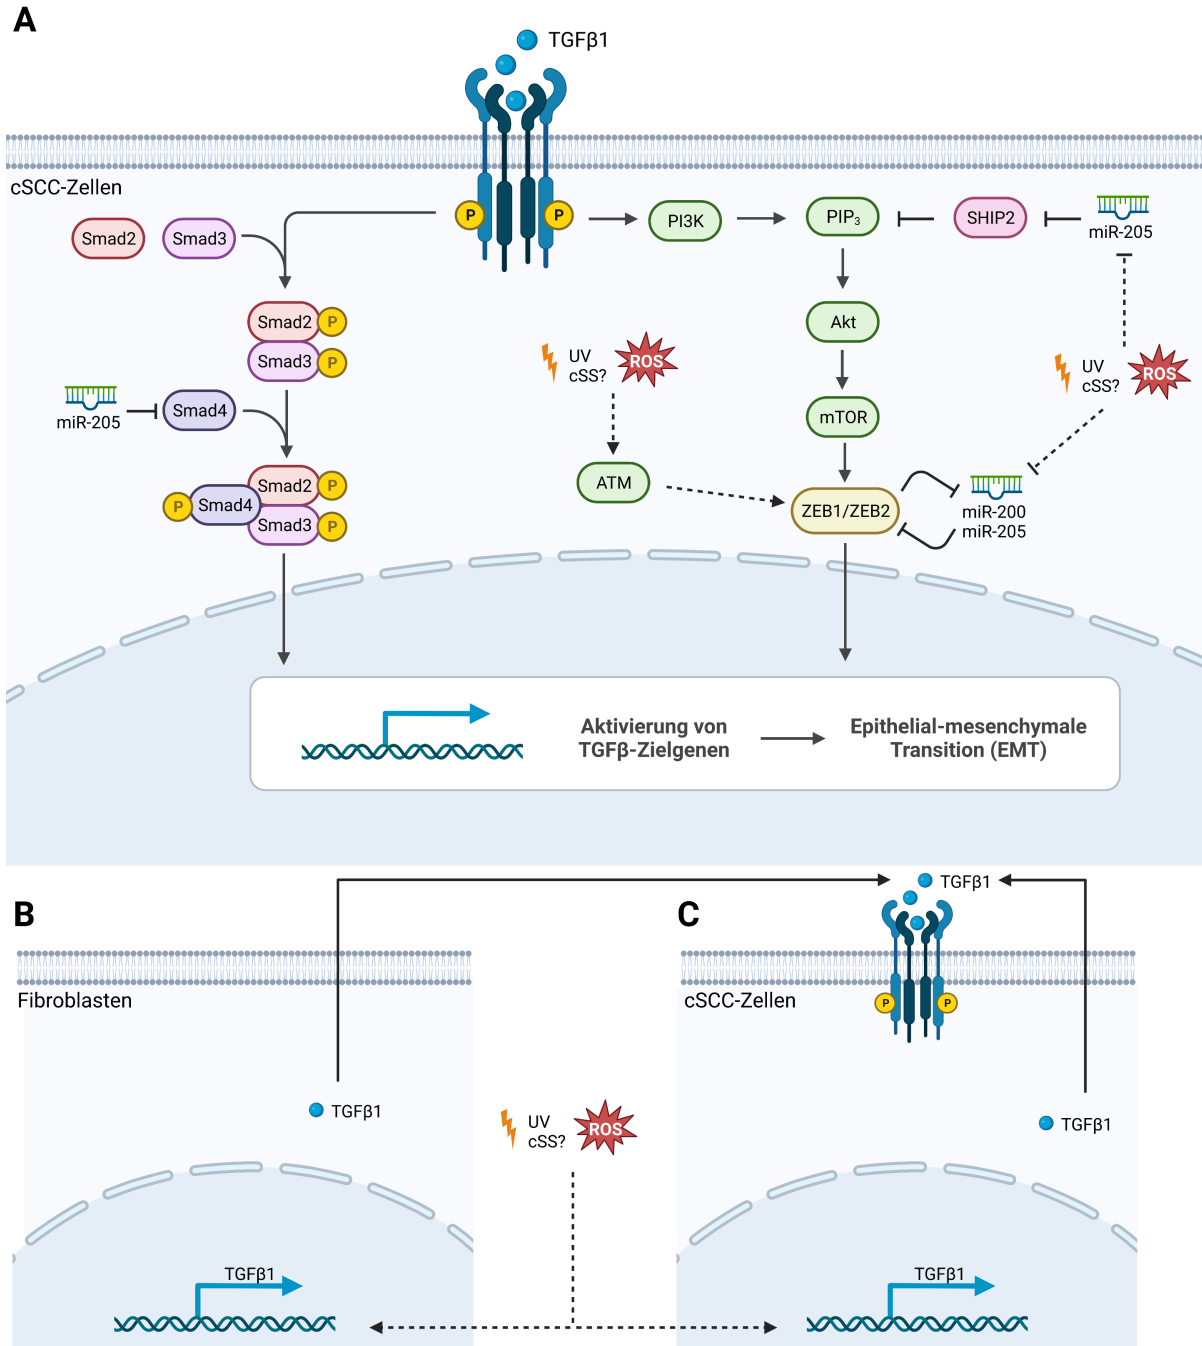 A
TGFβ1
cSCC-Zellen
P
P
Smad2
Smad3
PI3K
PIP₃
SHIP2
miR-205
Smad2
P
Smad3
P
UV
cSS?
ROS
Akt
UV
cSS?
ROS
miR-205
Smad4
mTOR
Smad2
P
P
Smad4
Smad3
P
ATM
ZEB1/ZEB2
miR-200
miR-205
Aktivierung von
TGFβ-Zielgenen
Epithelial-mesenchymale
Transition (EMT)
B
Fibroblasten
TGFβ1
TGFβ1
UV
cSS?
ROS
C
TGFβ1
cSCC-Zellen
P
P
TGFβ1
TGFβ1